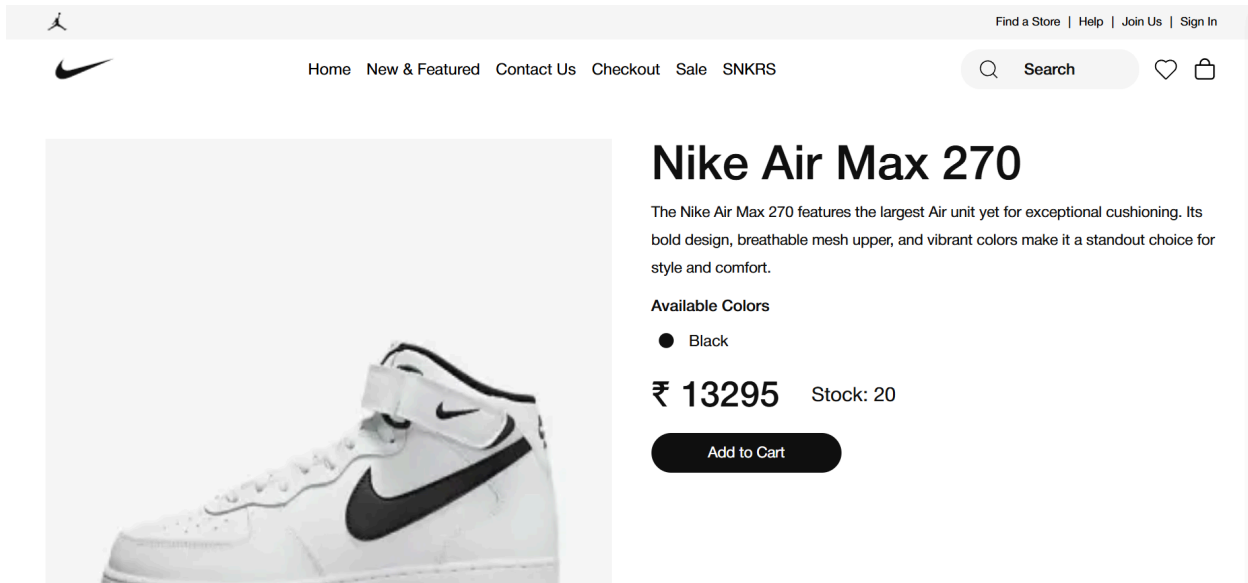 Find a Store | Help | Join Us | Sign In
Home New & Featured Contact Us Checkout Sale SNKRS
Search
Nike Air Max 270
The Nike Air Max 270 features the largest Air unit yet for exceptional cushioning. Its
bold design, breathable mesh upper, and vibrant colors make it a standout choice for
style and comfort.
Available Colors
Black
₹ 13295 Stock: 20
Add to Cart